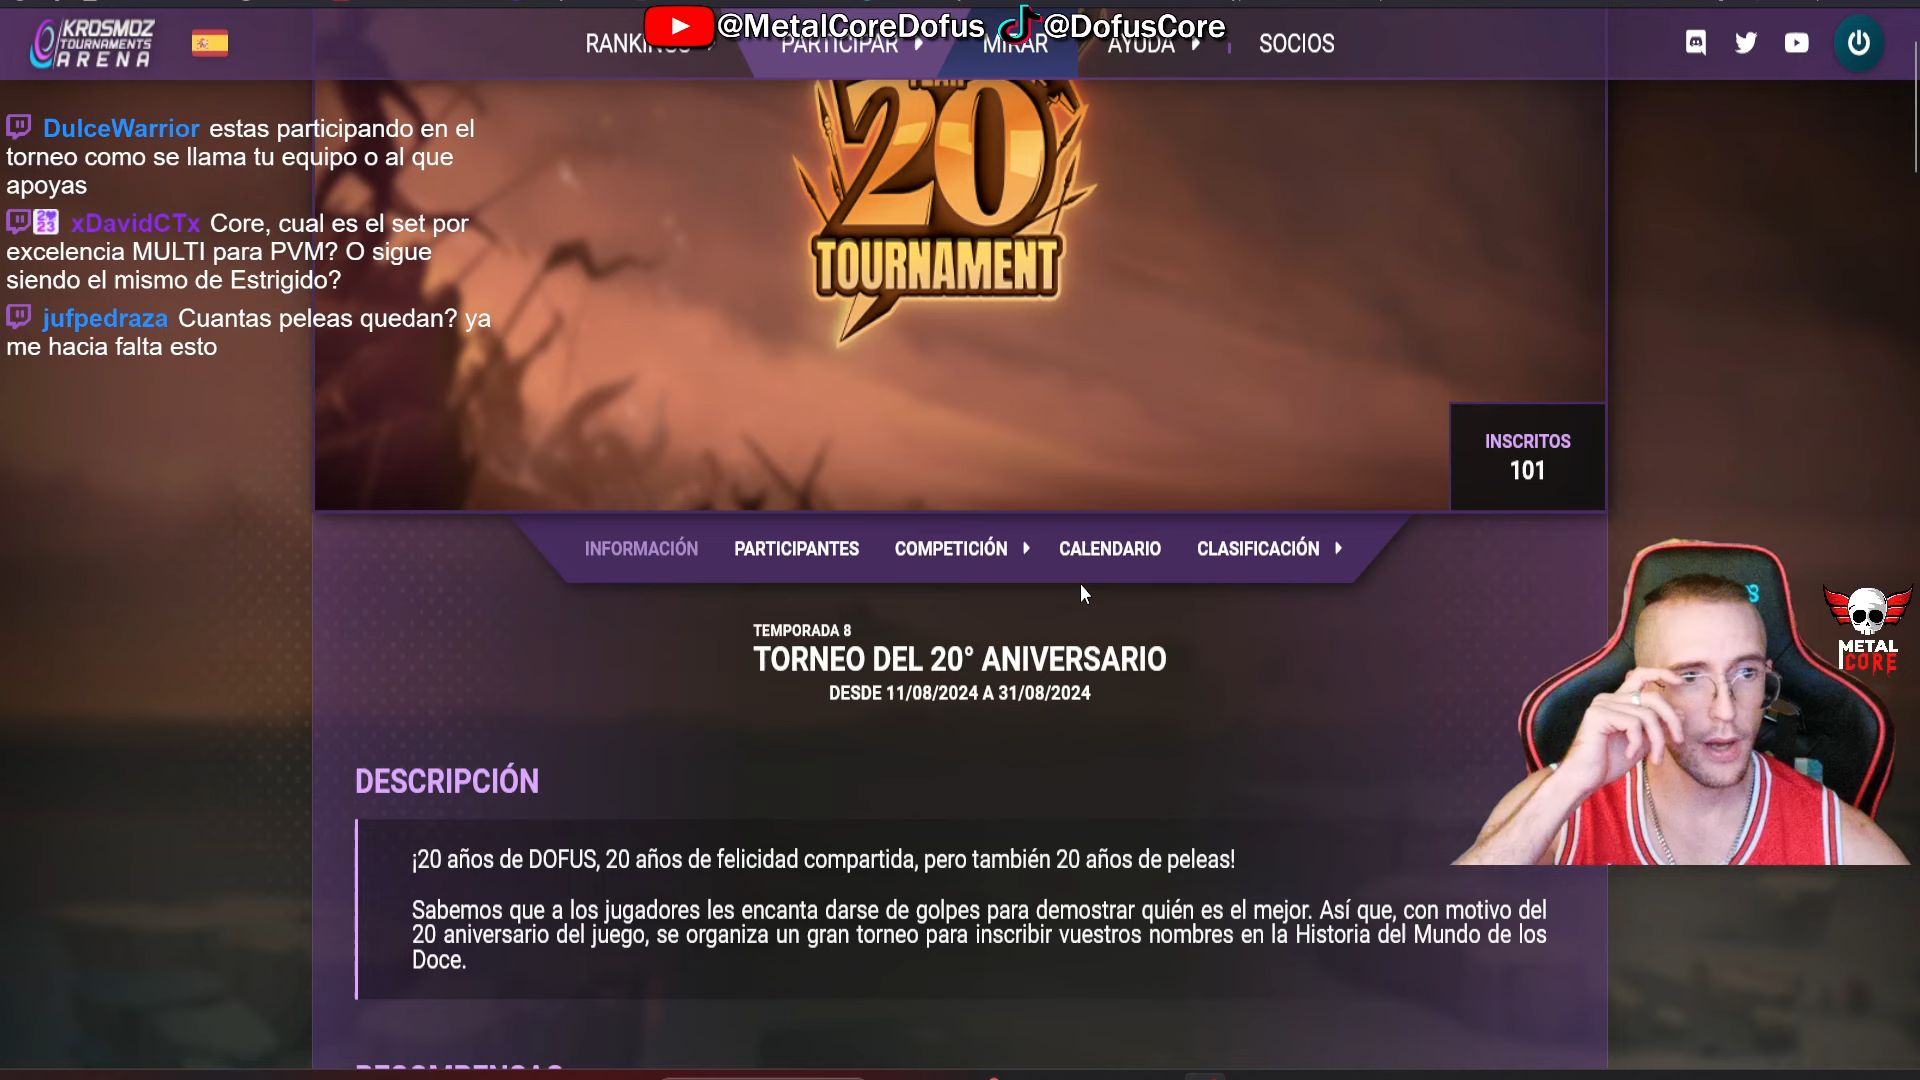 @MetalCoreDofus @DofusCore
KROSMOZ
TOURNAMENTS
ARENA
RANKINGS
PARTICIPAR
MIRAR
AYUDA
SOCIOS
DulceWarrior estas participando en el
torneo como se llama tu equipo o al que
apoyas
xDavidCTx Core, cual es el set por
excelencia MULTI para PVM? O sigue
siendo el mismo de Estrigido?
jufpedraza Cuantas peleas quedan? ya
me hacia falta esto
YEAR
20
TOURNAMENT
INSCRITOS
101
INFORMACIÓN
PARTICIPANTES
COMPETICIÓN
CALENDARIO
CLASIFICACIÓN
TEMPORADA 8
TORNEO DEL 20° ANIVERSARIO
DESDE 11/08/2024 A 31/08/2024
METAL
CORE
DESCRIPCIÓN
¡20 años de DOFUS, 20 años de felicidad compartida, pero también 20 años de peleas!
Sabemos que a los jugadores les encanta darse de golpes para demostrar quién es el mejor. Así que, con motivo del
20 aniversario del juego, se organiza un gran torneo para inscribir vuestros nombres en la Historia del Mundo de los
Doce.
RECOMPENSAS